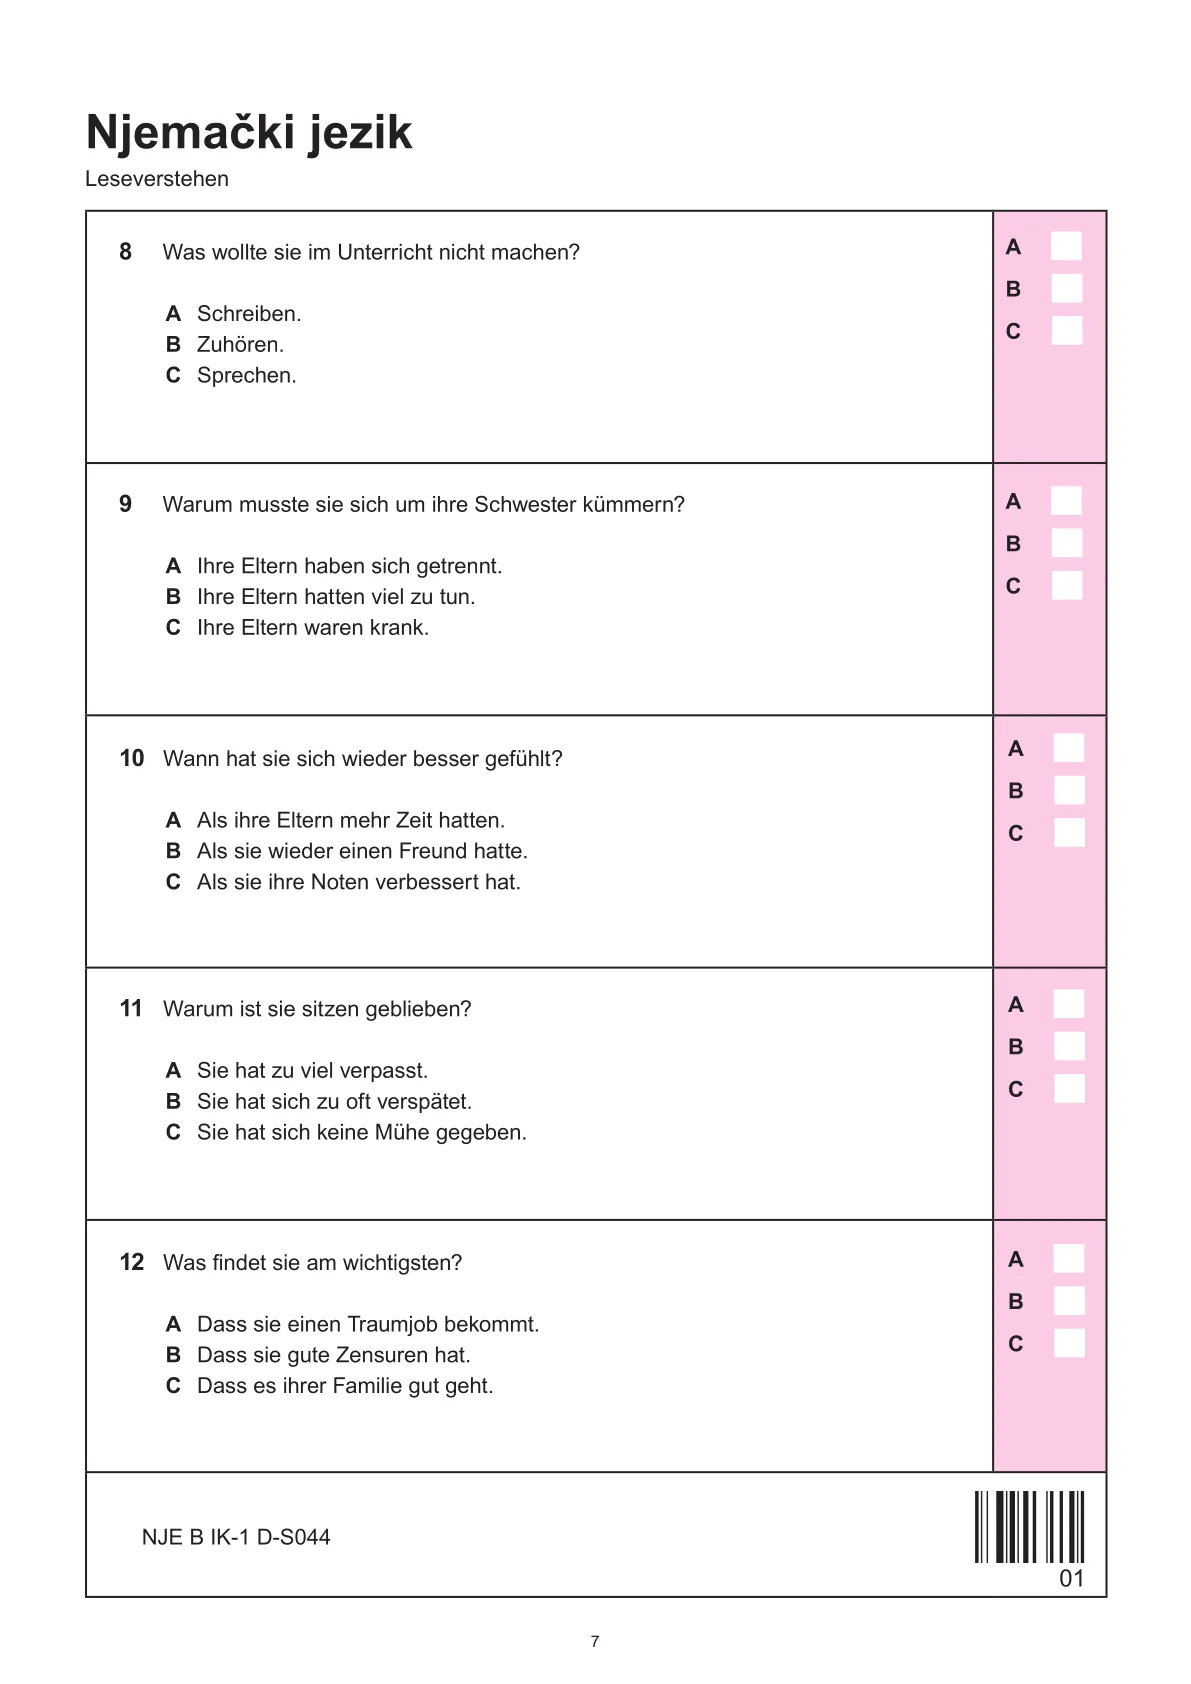 Njemački jezik
Leseverstehen
8 Was wollte sie im Unterricht nicht machen?
A Schreiben.
B Zuhören.
C Sprechen.
A
B
C
9 Warum musste sie sich um ihre Schwester kümmern?
A Ihre Eltern haben sich getrennt.
B Ihre Eltern hatten viel zu tun.
C Ihre Eltern waren krank.
A
B
C
10 Wann hat sie sich wieder besser gefühlt?
A Als ihre Eltern mehr Zeit hatten.
B Als sie wieder einen Freund hatte.
C Als sie ihre Noten verbessert hat.
A
B
C
11 Warum ist sie sitzen geblieben?
A Sie hat zu viel verpasst.
B Sie hat sich zu oft verspätet.
C Sie hat sich keine Mühe gegeben.
A
B
C
12 Was findet sie am wichtigsten?
A Dass sie einen Traumjob bekommt.
B Dass sie gute Zensuren hat.
C Dass es ihrer Familie gut geht.
A
B
C
NJE B IK-1 D-S044
01
7